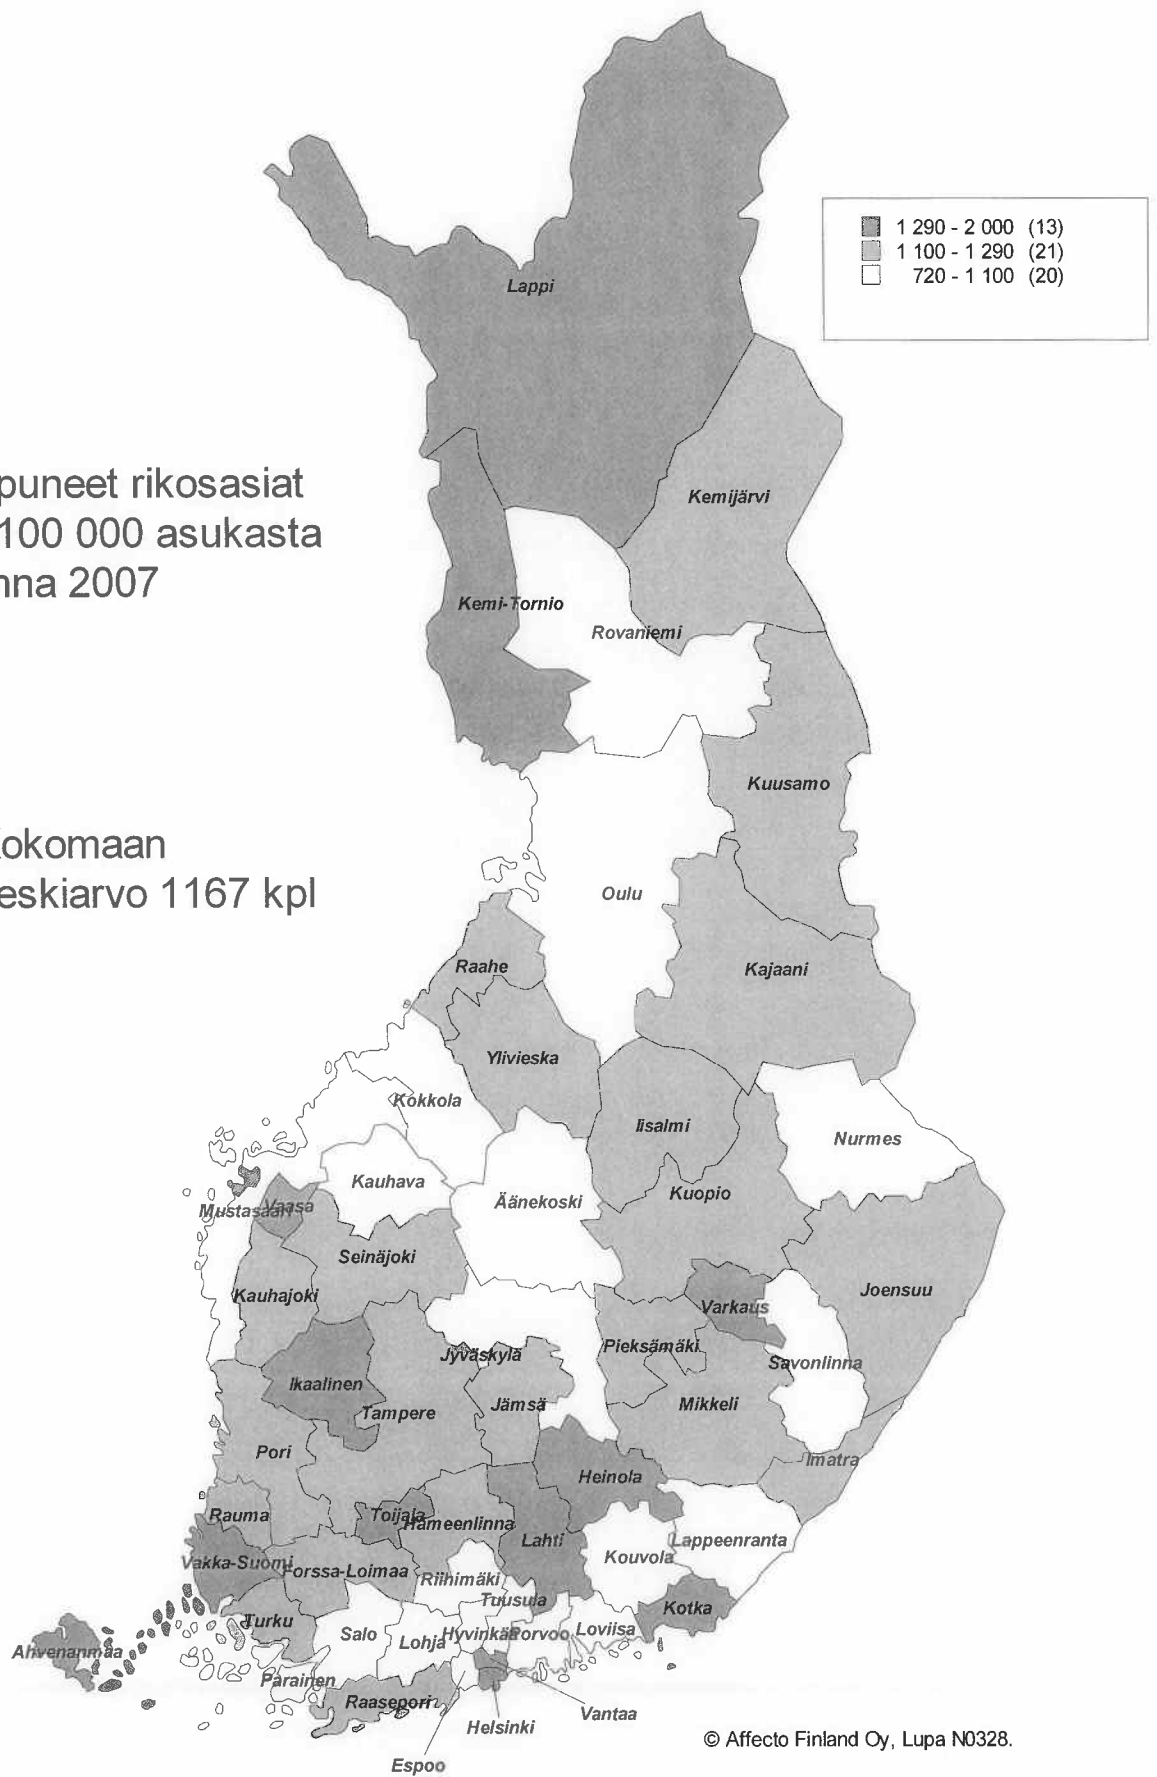 1 290 - 2 000 (13)
1 100 - 1 290 (21)
720 - 1 100 (20)
Lappi
puneet rikosasiat
100 000 asukasta
nna 2007
Kemijärvi
Kemi-Tornio
Rovaniemi
Kuusamo
Kokomaan
eskiarvo 1167 kpl
Oulu
Raahe
Kajaani
Ylivieska
Kokkola
Iisalmi
Nurmes
Kauhava
Äänekoski
Kuopio
Mustasaari
Vaasa
Seinäjoki
Kauhajoki
Joensuu
Varkaus
Pieksämäki
Jyväskylä
Savonlinna
Ikaalinen
Jämsä
Mikkeli
Tampere
Pori
Imatra
Heinola
Rauma
Toijala
Hämeenlinna
Lahti
Lappeenranta
Vakka-Suomi
Forssa-Loimaa
Riihimäki
Kouvola
Tuusula
Kotka
Turku
Salo
Lohja
Hyvinkää
Porvoo
Loviisa
Ahvenanmaa
Parainen
Raasepori
Vantaa
Helsinki
Espoo
© Affecto Finland Oy, Lupa N0328.